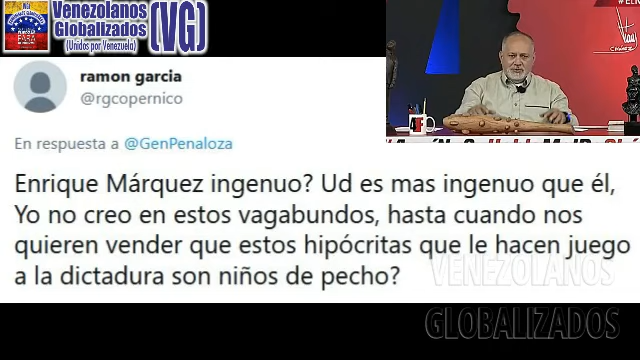 Venezolanos
Globalizados
(Unidos por Venezuela)
(VG)
ramon garcia
@rgcopernico
En respuesta a @GenPenaloza
Enrique Márquez ingenuo? Ud es mas ingenuo que él,
Yo no creo en estos vagabundos, hasta cuando nos
quieren vender que estos hipócritas que le hacen juego
a la dictadura son niños de pecho?
VENEZOLANOS
GLOBALIZADOS